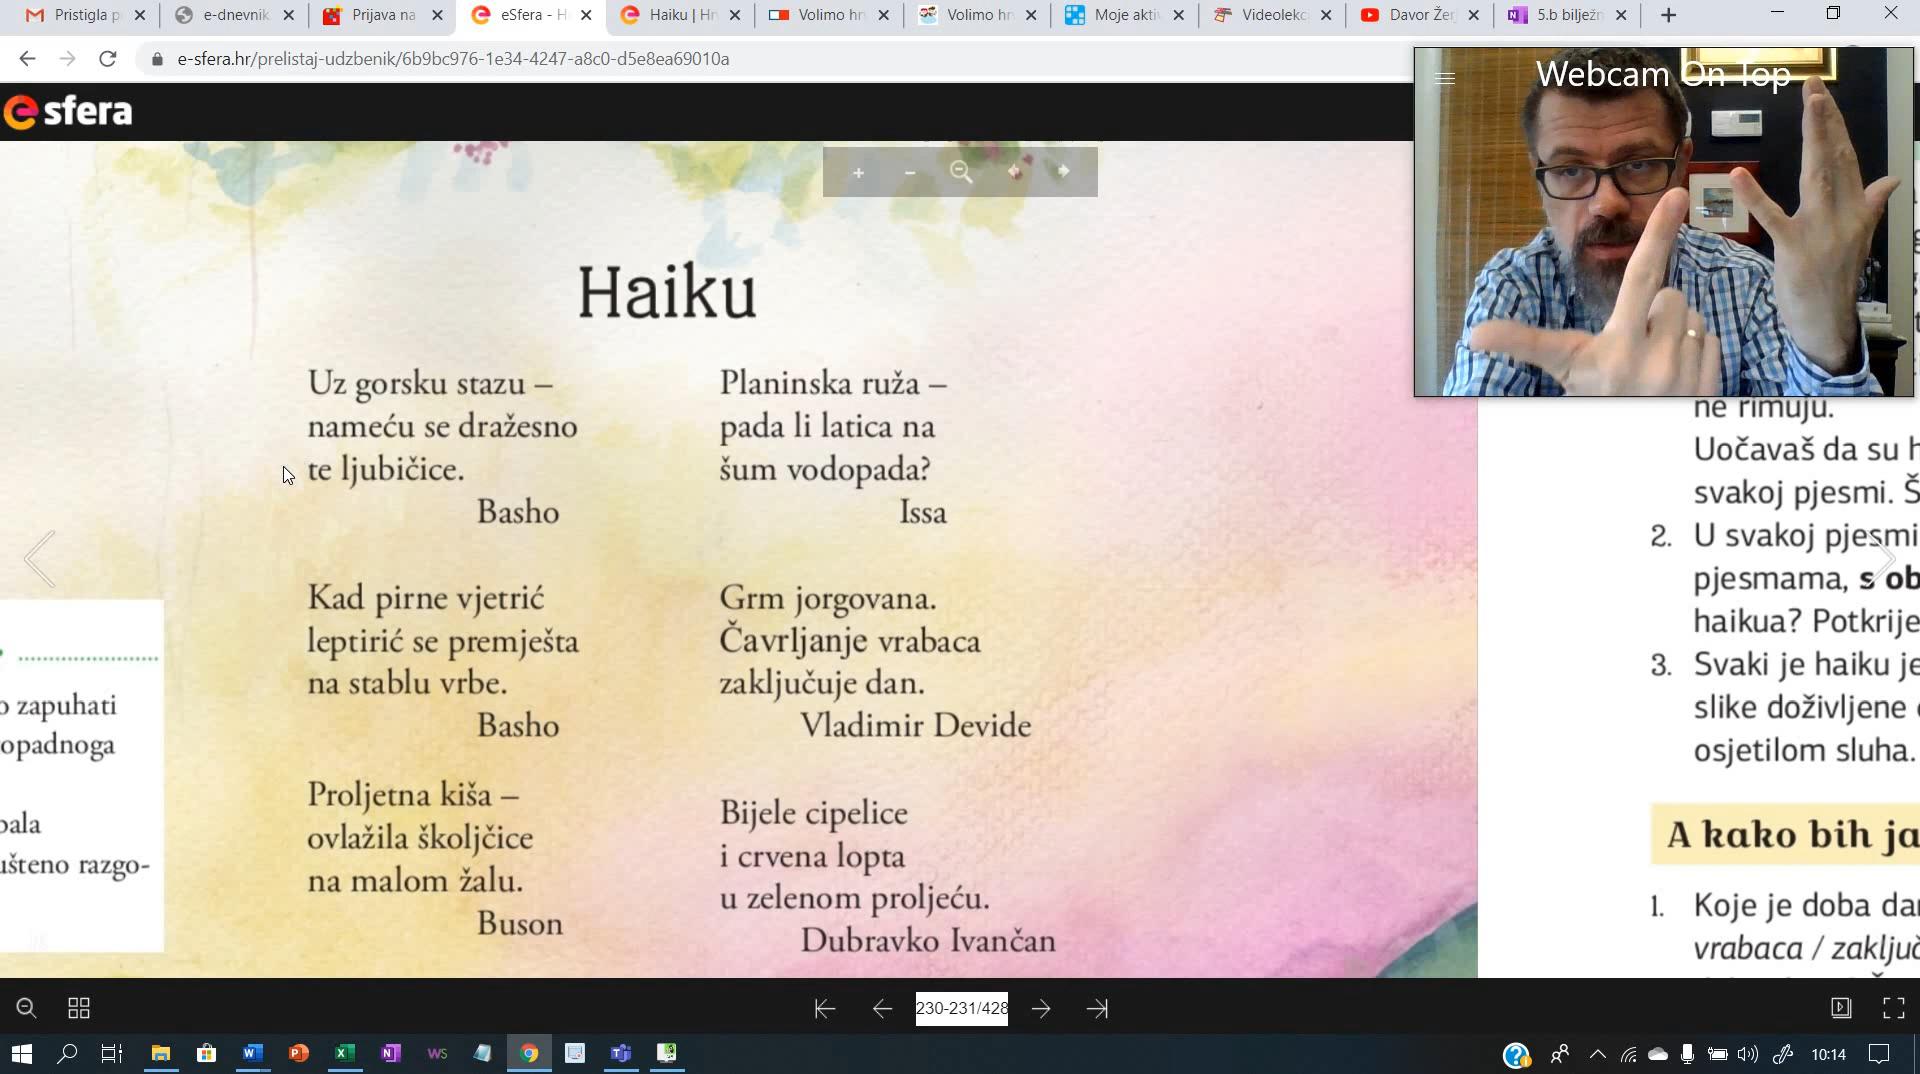 Pristigla p
e-dnevnik
Prijava na
eSfera - H
Haiku | Hr
Volimo hr
Volimo hr
Moje akti
Videolekc
Davor Žer
5.b bilježn
e-sfera.hr/prelistaj-udzbenik/6b9bc976-1e34-4247-a8c0-d5e8ea69010a
Webcam On Top
e sfera
Haiku
Uz gorsku stazu –
nameću se dražesno
te ljubičice.
Basho
Kad pirne vjetrić
leptirić se premješta
na stablu vrbe.
Basho
Proljetna kiša –
ovlažila školjčice
na malom žalu.
Buson
Planinska ruža –
pada li latica na
šum vodopada?
Issa
Grm jorgovana.
Čavrljanje vrabaca
zaključuje dan.
Vladimir Devide
Bijele cipelice
i crvena lopta
u zelenom proljeću.
Dubravko Ivančan
o zapuhati
opadnoga
bala
ušteno razgo-
ne rimuju.
Uočavaš da su h
svakoj pjesmi. Š
2. U svakoj pjesmi
pjesmama, s ob
haikua? Potkrije
3. Svaki je haiku je
slike doživljene
osjetilom sluha.
A kako bih ja
1. Koje je doba dan
vrabaca / zaključ
230-231/428
WS
10:14